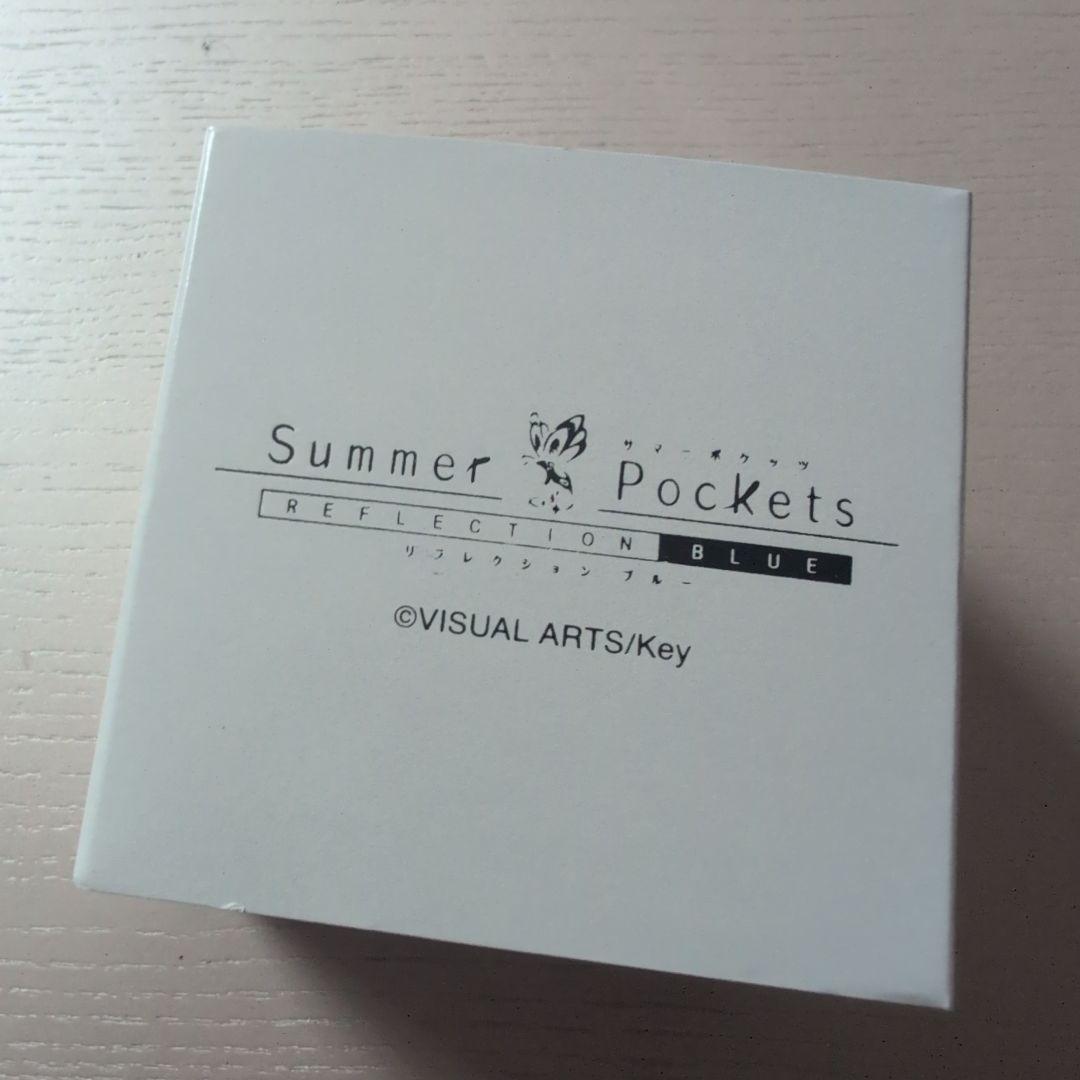 Summer Pockets
サマーポケッツ
REFLECTION BLUE
リフレクション ブルー
©VISUAL ARTS/Key